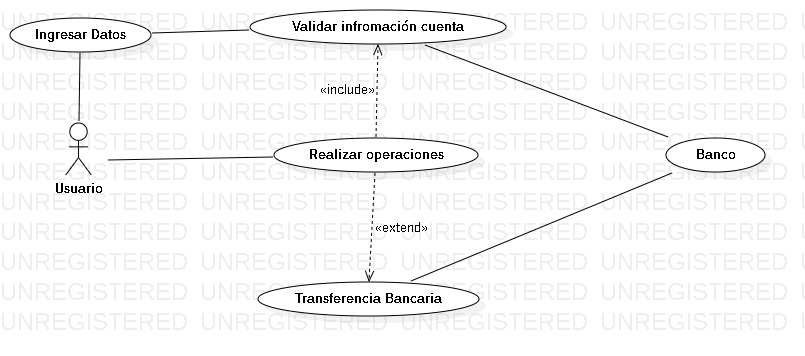 Ingresar Datos
Validar infromación cuenta
«include»
Realizar operaciones
Banco
Usuario
«extend»
Transferencia Bancaria
UNREGISTERED UNREGISTERED UNREGISTERED UNREGISTERED
UNREGISTERED UNREGISTERED UNREGISTERED UNREGISTERED
UNREGISTERED UNREGISTERED UNREGISTERED UNREGISTERED
UNREGISTERED UNREGISTERED UNREGISTERED UNREGISTERED
UNREGISTERED UNREGISTERED UNREGISTERED UNREGISTERED
UNREGISTERED UNREGISTERED UNREGISTERED UNREGISTERED
UNREGISTERED UNREGISTERED UNREGISTERED UNREGISTERED
UNREGISTERED UNREGISTERED UNREGISTERED UNREGISTERED
UNREGISTERED UNREGISTERED UNREGISTERED UNREGISTERED
UNREGISTERED UNREGISTERED UNREGISTERED UNREGISTERED
UNREGISTERED UNREGISTERED UNREGISTERED UNREGISTERED